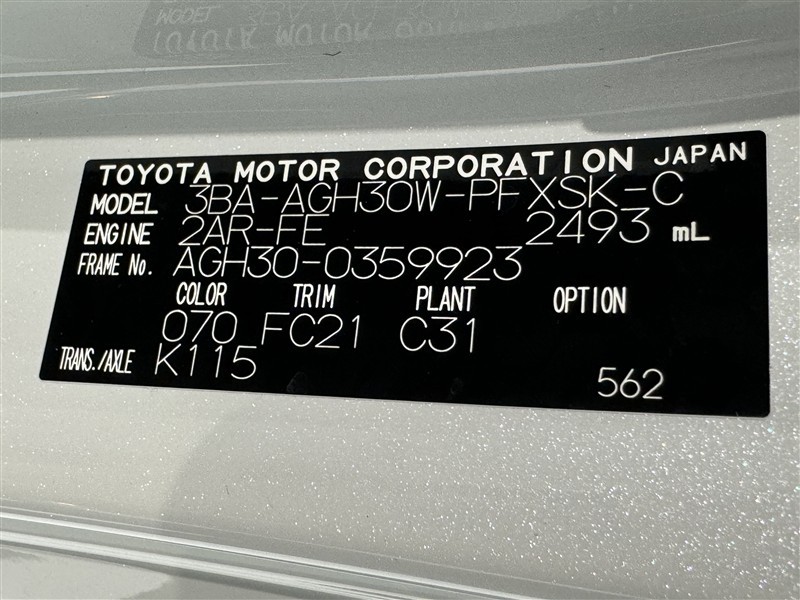 TOYOTA MOTOR CORPORATION JAPAN
MODEL 3BA-AGH30W-PFXSK-C
ENGINE 2AR-FE 2493 mL
FRAME No. AGH30-0359923
COLOR TRIM PLANT OPTION
070 FC21 C31
TRANS./AXLE K115
562